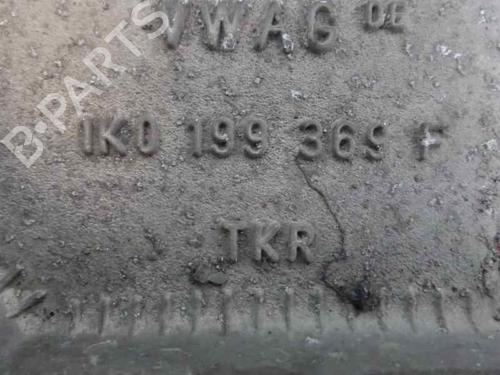 VWAG DE
1K0 199 369 F
TKR
B-PARTS